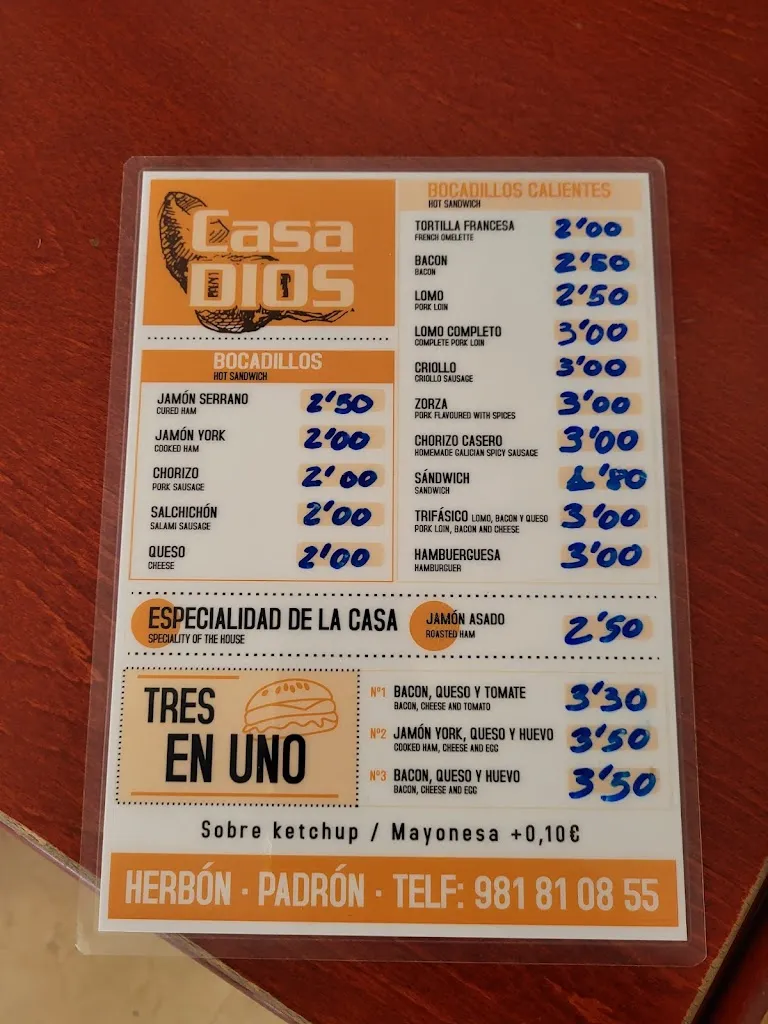 Casa
DIOS
BOCADILLOS
HOT SANDWICH
JAMÓN SERRANO 2'50
CURED HAM
JAMÓN YORK 2'00
COOKED HAM
CHORIZO 2'00
PORK SAUSAGE
SALCHICHÓN 2'00
SALAMI SAUSAGE
QUESO 2'00
CHEESE
BOCADILLOS CALIENTES
HOT SANDWICH
TORTILLA FRANCESA 2'00
FRENCH OMELETTE
BACON 2'50
BACON
LOMO 2'50
PORK LOIN
LOMO COMPLETO 3'00
COMPLETE PORK LOIN
CRIOLLO 3'00
CRIOLLO SAUSAGE
ZORZA 3'00
PORK FLAVOURED WITH SPICES
CHORIZO CASERO 3'00
HOMEMADE GALICIAN SPICY SAUSAGE
SÁNDWICH 1'80
SANDWICH
TRIFÁSICO LOMO, BACON Y QUESO 3'00
PORK LOIN, BACON AND CHEESE
HAMBUERGUESA 3'00
HAMBURGUER
ESPECIALIDAD DE LA CASA
SPECIALITY OF THE HOUSE
JAMÓN ASADO 2'50
ROASTED HAM
TRES
EN UNO
Nº1 BACON, QUESO Y TOMATE 3'30
BACON, CHEESE AND TOMATO
Nº2 JAMÓN YORK, QUESO Y HUEVO 3'50
COOKED HAM, CHEESE AND EGG
Nº3 BACON, QUESO Y HUEVO 3'50
BACON, CHEESE AND EGG
Sobre ketchup / Mayonesa +0,10€
HERBÓN · PADRÓN · TELF: 981 81 08 55